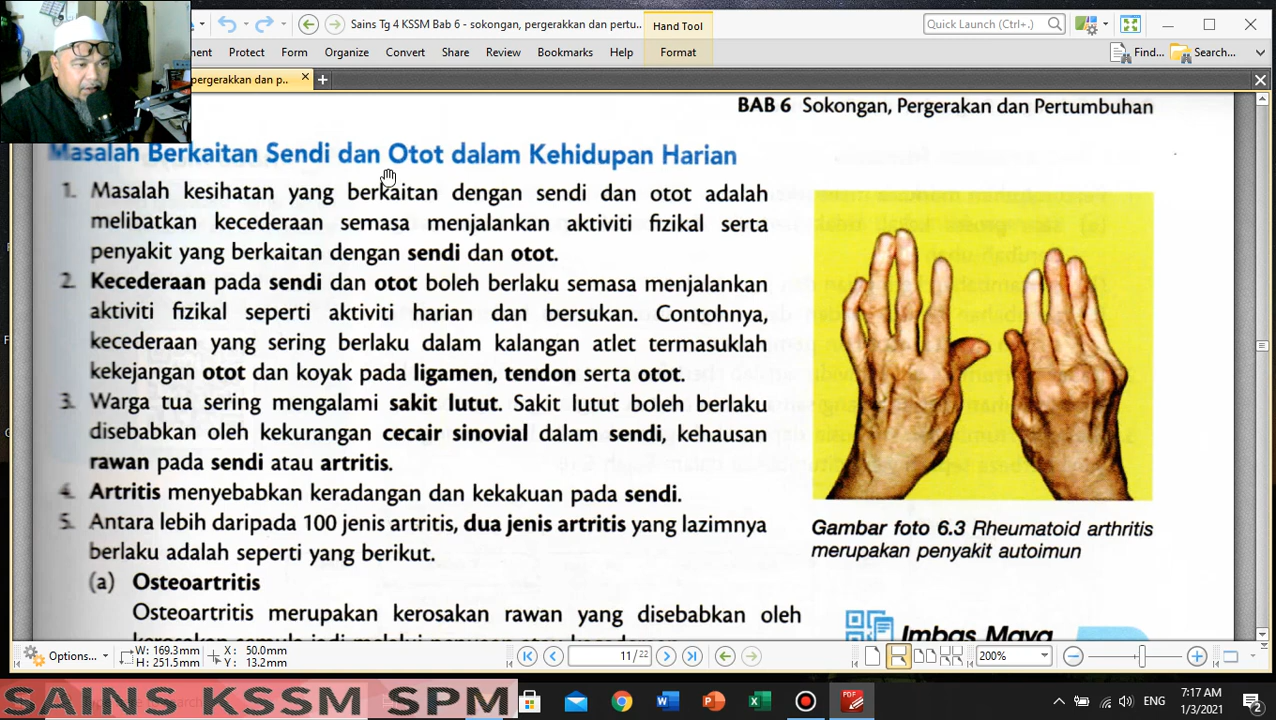 Sains Tg 4 KSSM Bab 6 - sokongan, pergerakkan dan pertu..
Hand Tool
Quick Launch (Ctrl+.)
Protect Form Organize Convert Share Review Bookmarks Help Format Find... Search...
pergerakkan dan p..
BAB 6 Sokongan, Pergerakan dan Pertumbuhan
Masalah Berkaitan Sendi dan Otot dalam Kehidupan Harian
1. Masalah kesihatan yang berkaitan dengan sendi dan otot adalah
melibatkan kecederaan semasa menjalankan aktiviti fizikal serta
penyakit yang berkaitan dengan sendi dan otot.
2. Kecederaan pada sendi dan otot boleh berlaku semasa menjalankan
aktiviti fizikal seperti aktiviti harian dan bersukan. Contohnya,
kecederaan yang sering berlaku dalam kalangan atlet termasuklah
kekejangan otot dan koyak pada ligamen, tendon serta otot.
3. Warga tua sering mengalami sakit lutut. Sakit lutut boleh berlaku
disebabkan oleh kekurangan cecair sinovial dalam sendi, kehausan
rawan pada sendi atau artritis.
4. Artritis menyebabkan keradangan dan kekakuan pada sendi.
5. Antara lebih daripada 100 jenis artritis, dua jenis artritis yang lazimnya
berlaku adalah seperti yang berikut.
(a) Osteoartritis
Osteoartritis merupakan kerosakan rawan yang disebabkan oleh
Gambar foto 6.3 Rheumatoid arthritis
merupakan penyakit autoimun
Imbas Maya
Options...
W: 169.3mm
H: 251.5mm
X: 50.0mm
Y: 13.2mm
11 / 22
200%
SAINS KSSM SPM
ENG
7:17 AM
1/3/2021
2